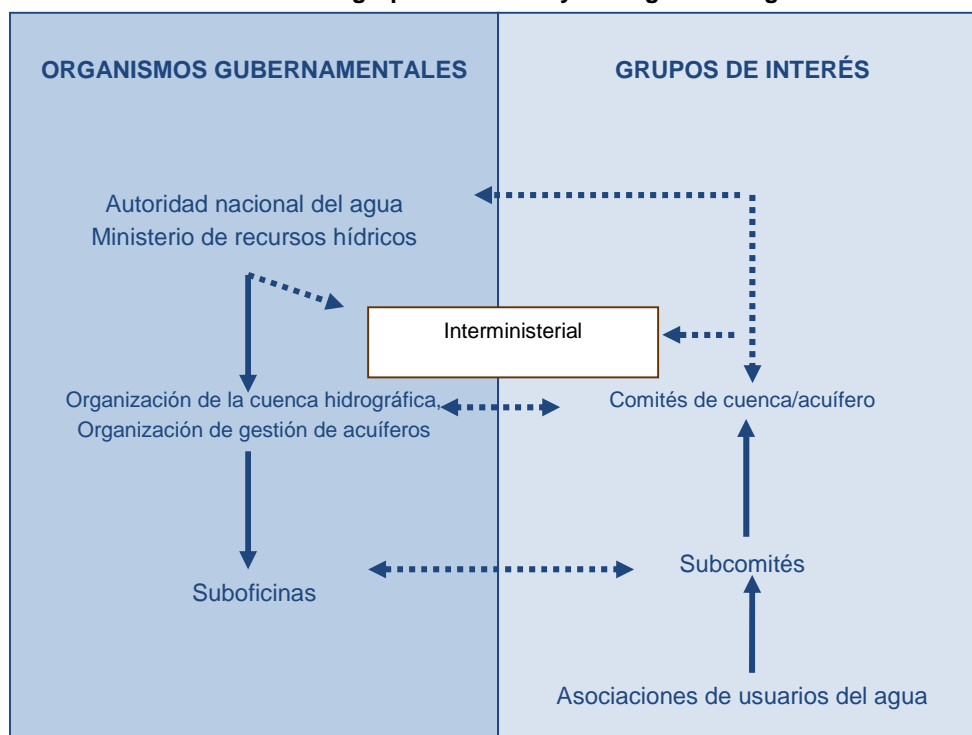 ORGANISMOS GUBERNAMENTALES
GRUPOS DE INTERÉS
Autoridad nacional del agua
Ministerio de recursos hídricos
Interministerial
Organización de la cuenca hidrográfica,
Organización de gestión de acuíferos
Comités de cuenca/acuífero
Suboficinas
Subcomités
Asociaciones de usuarios del agua